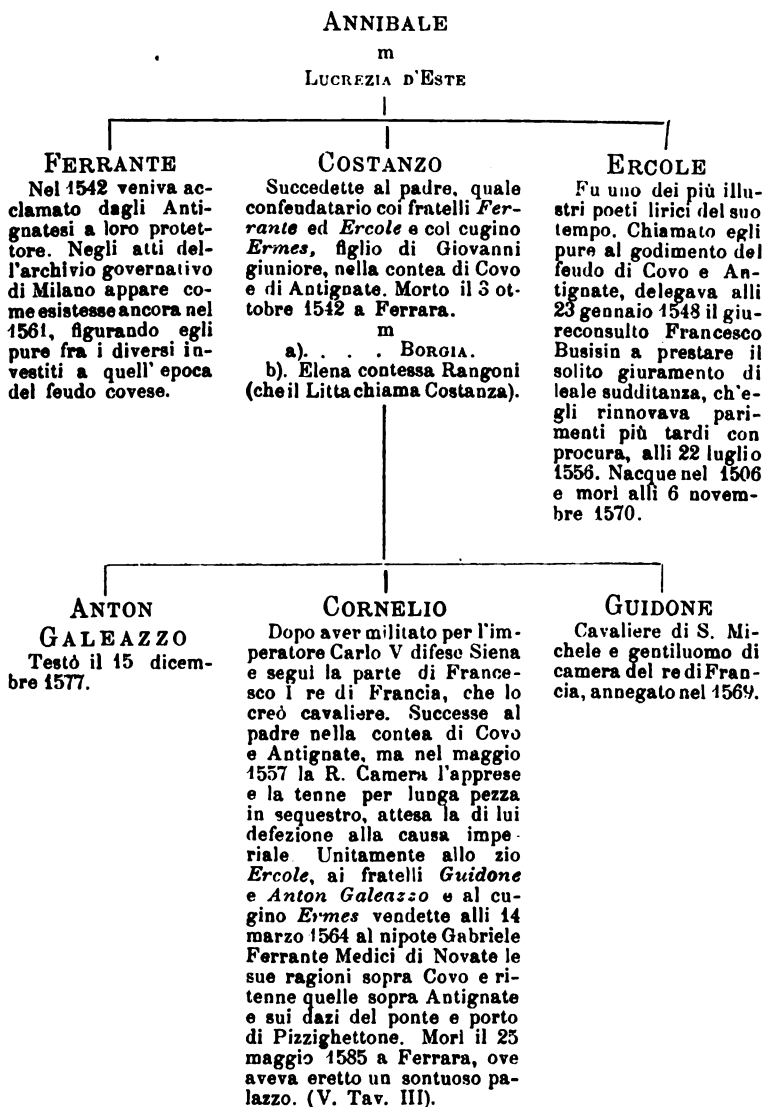 ANNIBALE
m
LUCREZIA D'ESTE
FERRANTE
Nel 1542 veniva ac-
clamato dagli Anti-
gnatesi a loro protet-
tore. Negli atti del-
l'archivio governativo
di Milano appare co-
me esistesse ancora nel
1561, figurando egli
pure fra i diversi in-
vestiti a quell' epoca
del feudo covese.
COSTANZO
Succedette al padre, quale
confeudatario coi fratelli Fer-
rante ed Ercole e col cugino
Ermes, figlio di Giovanni
giuniore, nella contea di Covo
e di Antignate. Morto il 3 ot-
tobre 1542 a Ferrara.
m
a). . . . BORGIA.
b). Elena contessa Rangoni
(che il Litta chiama Costanza).
ERCOLE
Fu uno dei più illu-
stri poeti lirici del suo
tempo. Chiamato egli
pure al godimento del
feudo di Covo e An-
tignate, delegava alli
23 gennaio 1548 il giu-
reconsulto Francesco
Busisin a prestare il
solito giuramento di
leale sudditanza, ch'e-
gli rinnovava pari-
menti più tardi con
procura, alli 22 luglio
1556. Nacque nel 1506
e morì alli 6 novem-
bre 1570.
ANTON
GALEAZZO
Testò il 15 dicem-
bre 1577.
CORNELIO
Dopo aver militato per l'im-
peratore Carlo V difese Siena
e seguì la parte di France-
sco I re di Francia, che lo
creò cavaliere. Successe al
padre nella contea di Covo
e Antignate, ma nel maggio
1557 la R. Camera l'apprese
e la tenne per lunga pezza
in sequestro, attesa la di lui
defezione alla causa impe-
riale Unitamente allo zio
Ercole, ai fratelli Guidone
e Anton Galeazzo e al cu-
gino Ermes vendette alli 14
marzo 1564 al nipote Gabriele
Ferrante Medici di Novate le
sue ragioni sopra Covo e ri-
tenne quelle sopra Antignate
e sui dazi del ponte e porto
di Pizzighettone. Morì il 25
maggio 1585 a Ferrara, ove
aveva eretto un sontuoso pa-
lazzo. (V. Tav. III).
GUIDONE
Cavaliere di S. Mi-
chele e gentiluomo di
camera del re di Fran-
cia, annegato nel 1569.